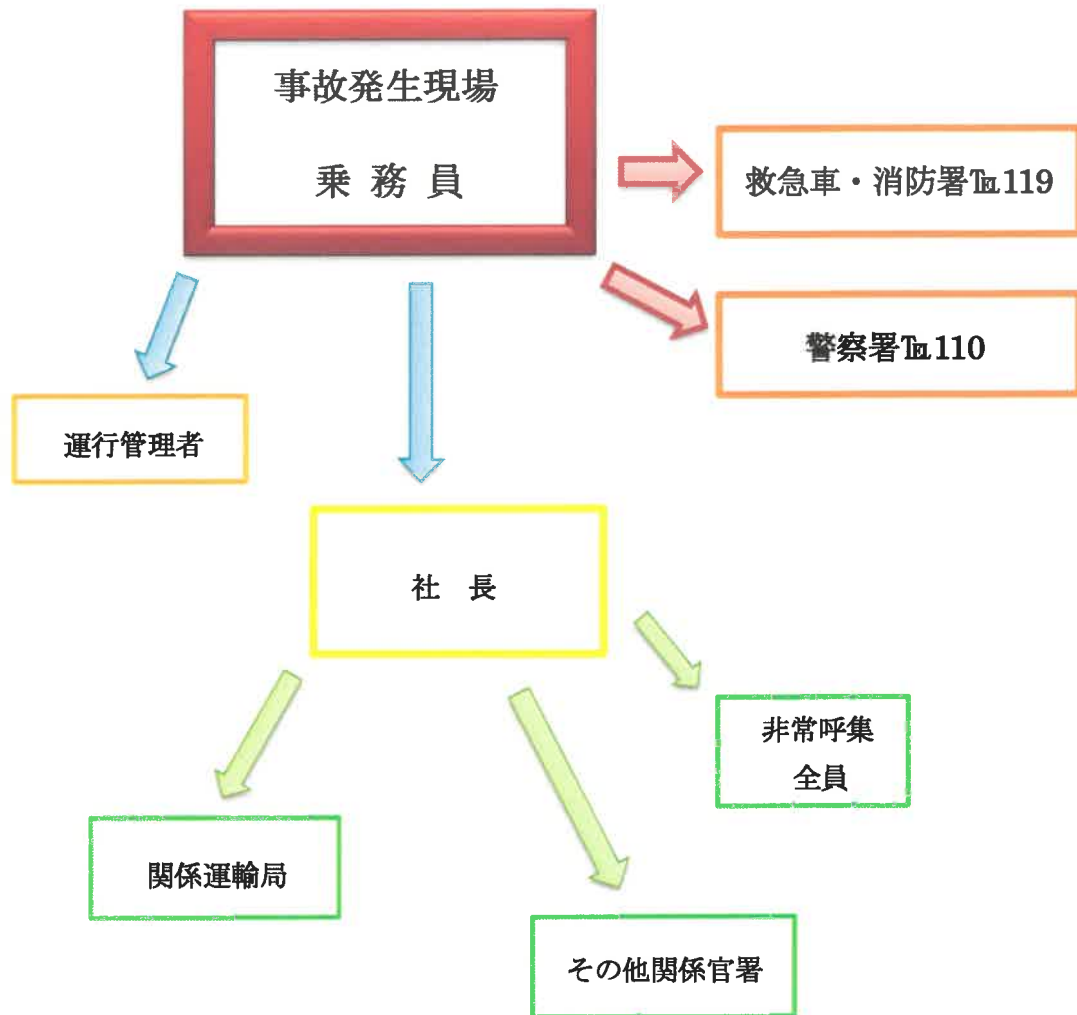 事故発生現場
乗務員
救急車・消防署℡119
警察署℡110
運行管理者
社長
非常呼集
全員
関係運輸局
その他関係官署